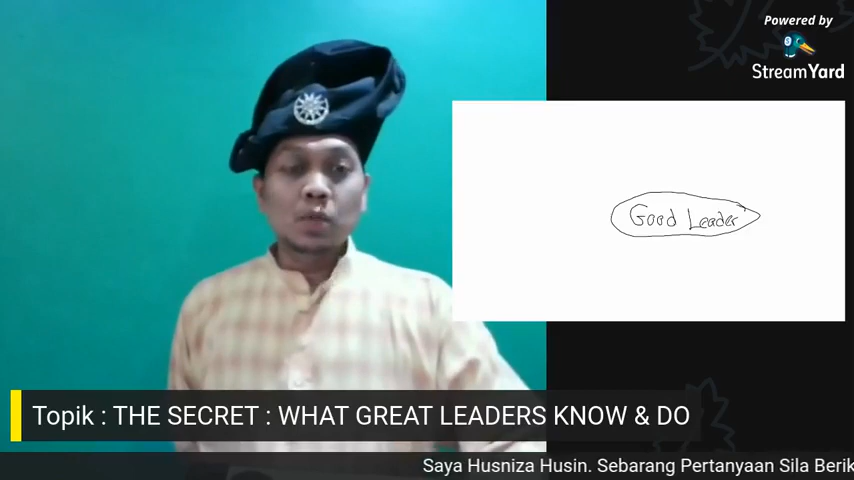 Powered by
StreamYard
Good Leader
Topik : THE SECRET : WHAT GREAT LEADERS KNOW & DO
Saya Husniza Husin. Sebarang Pertanyaan Sila Berik